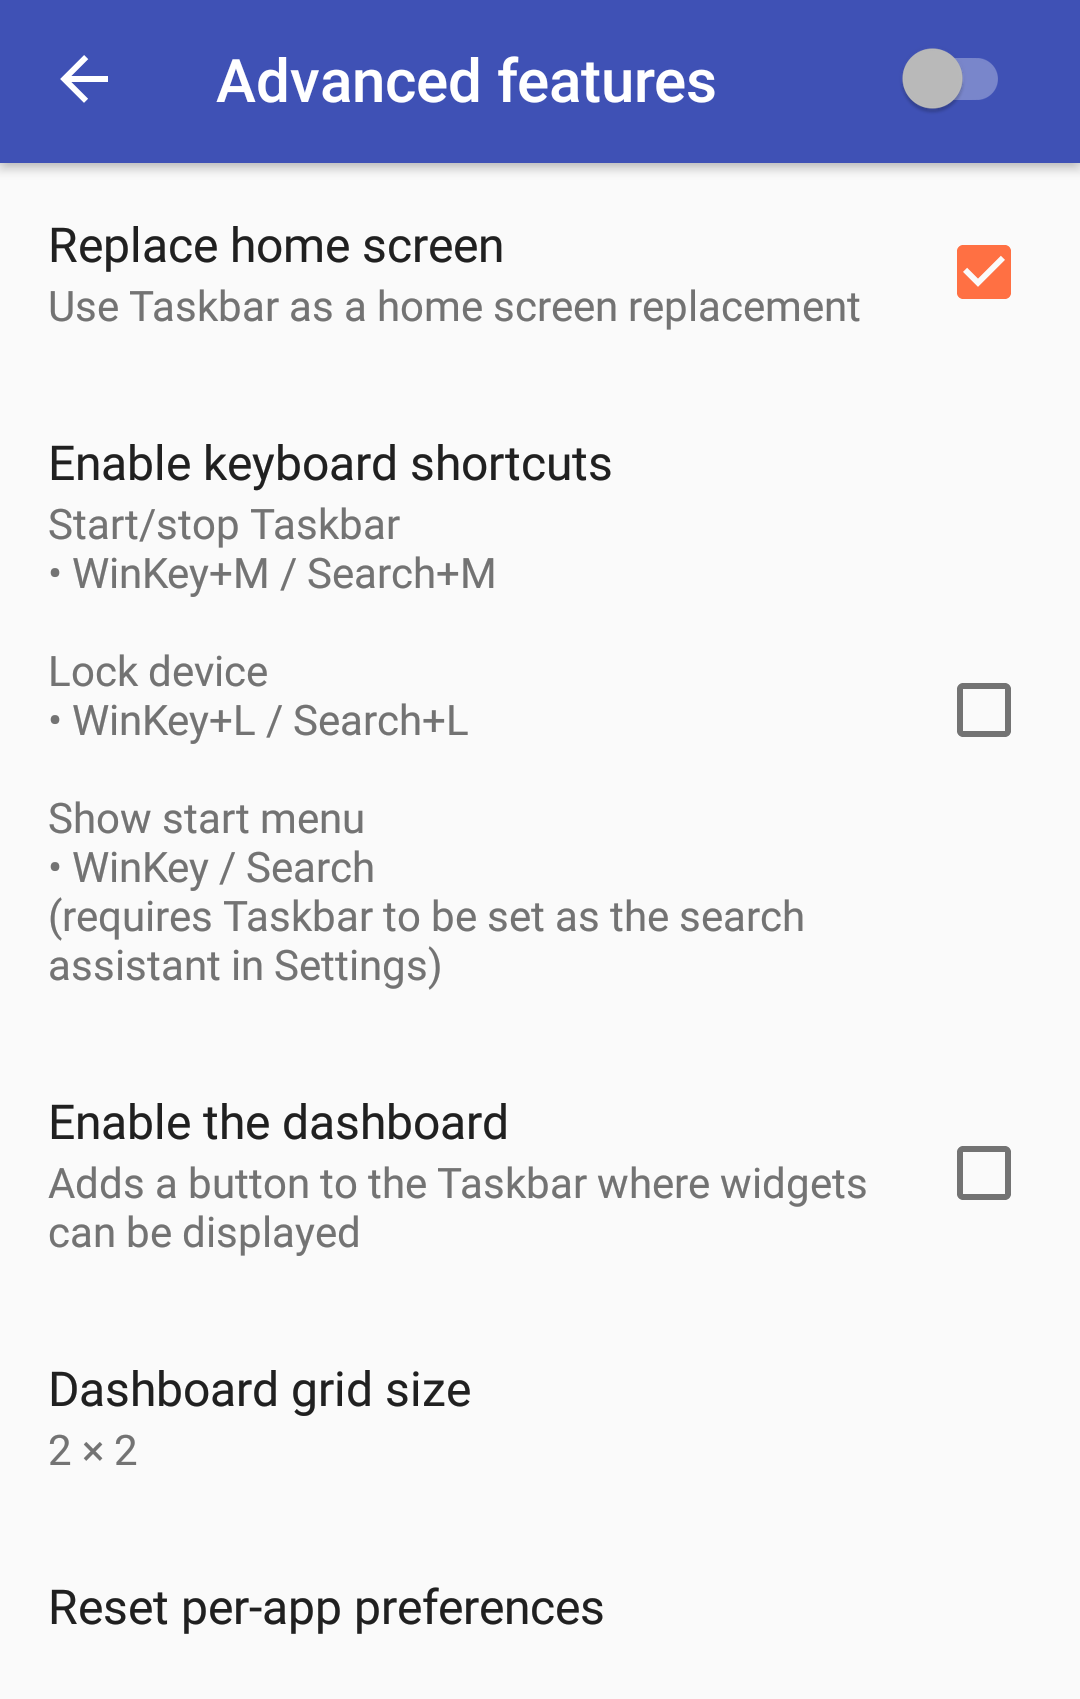 Advanced features
Replace home screen
Use Taskbar as a home screen replacement
Enable keyboard shortcuts
Start/stop Taskbar
• WinKey+M / Search+M
Lock device
• WinKey+L / Search+L
Show start menu
• WinKey / Search
(requires Taskbar to be set as the search
assistant in Settings)
Enable the dashboard
Adds a button to the Taskbar where widgets
can be displayed
Dashboard grid size
2 × 2
Reset per-app preferences